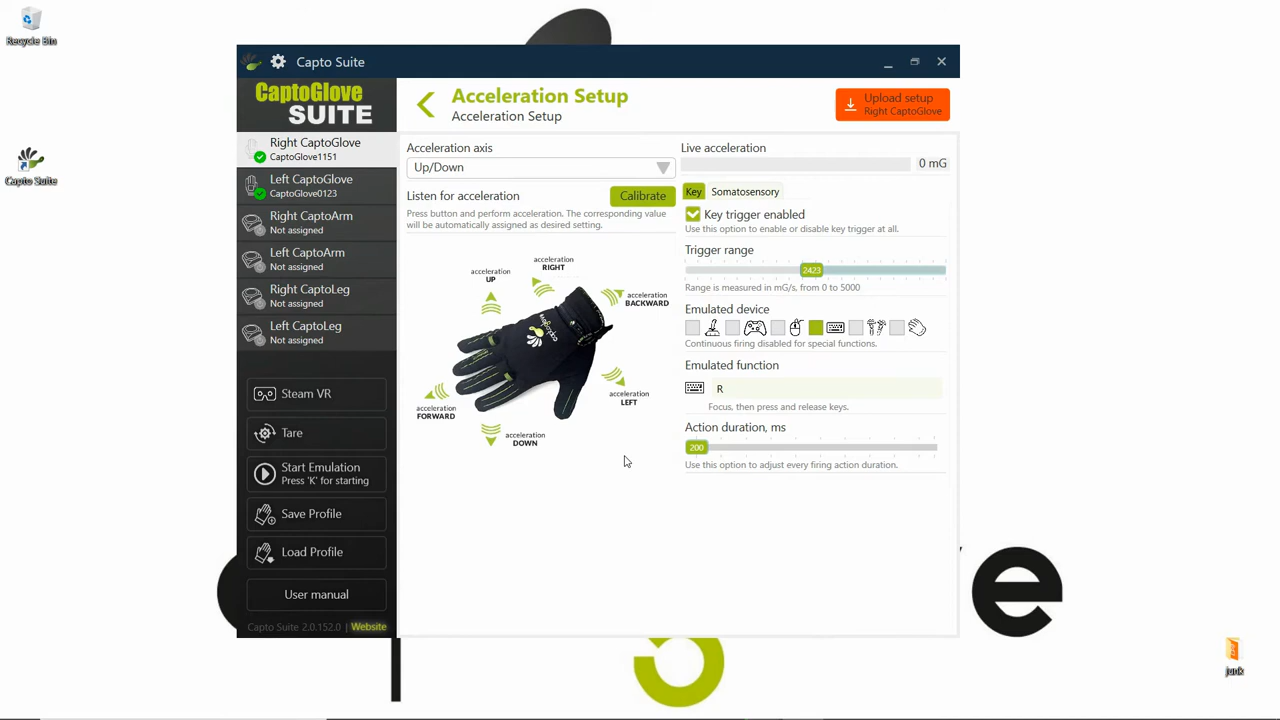 Recycle Bin
Capto Suite
junk
Capto Suite
CaptoGlove
SUITE
Right CaptoGlove
CaptoGlove1151
Left CaptoGlove
CaptoGlove0123
Right CaptoArm
Not assigned
Left CaptoArm
Not assigned
Right CaptoLeg
Not assigned
Left CaptoLeg
Not assigned
Steam VR
Tare
Start Emulation
Press 'K' for starting
Save Profile
Load Profile
User manual
Capto Suite 2.0.152.0 | Website
Acceleration Setup
Acceleration Setup
Upload setup
Right CaptoGlove
Acceleration axis
Up/Down
Listen for acceleration
Calibrate
Press button and perform acceleration. The corresponding value
will be automatically assigned as desired setting.
acceleration
UP
acceleration
RIGHT
acceleration
BACKWARD
acceleration
LEFT
acceleration
FORWARD
acceleration
DOWN
captoglove
Live acceleration
0 mG
Key Somatosensory
Key trigger enabled
Use this option to enable or disable key trigger at all.
Trigger range
2423
Range is measured in mG/s, from 0 to 5000
Emulated device
Continuous firing disabled for special functions.
Emulated function
R
Focus, then press and release keys.
Action duration, ms
200
Use this option to adjust every firing action duration.